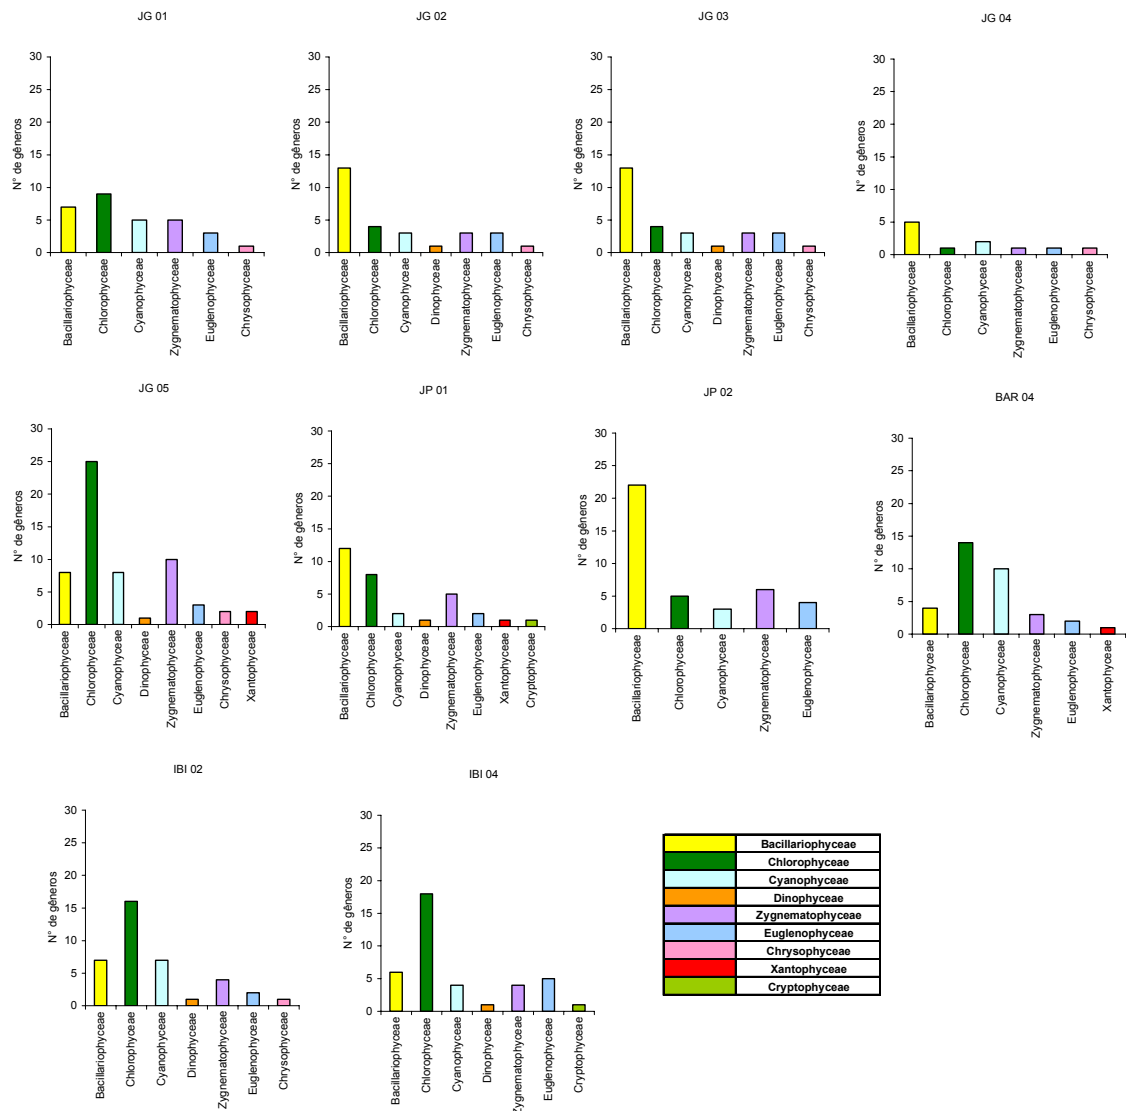 JG 01
JG 02
JG 03
JG 04
N° de gêneros
30
25
20
15
10
5
0
Bacillariophyceae
Chlorophyceae
Cyanophyceae
Zygnematophyceae
Euglenophyceae
Chrysophyceae
N° de gêneros
30
25
20
15
10
5
0
Bacillariophyceae
Chlorophyceae
Cyanophyceae
Dinophyceae
Zygnematophyceae
Euglenophyceae
Chrysophyceae
N° de gêneros
30
25
20
15
10
5
0
Bacillariophyceae
Chlorophyceae
Cyanophyceae
Dinophyceae
Zygnematophyceae
Euglenophyceae
Chrysophyceae
N° de gêneros
30
25
20
15
10
5
0
Bacillariophyceae
Chlorophyceae
Cyanophyceae
Zygnematophyceae
Euglenophyceae
Chrysophyceae
JG 05
JP 01
JP 02
BAR 04
N° de gêneros
30
25
20
15
10
5
0
Bacillariophyceae
Chlorophyceae
Cyanophyceae
Dinophyceae
Zygnematophyceae
Euglenophyceae
Chrysophyceae
Xantophyceae
N° de gêneros
30
25
20
15
10
5
0
Bacillariophyceae
Chlorophyceae
Cyanophyceae
Dinophyceae
Zygnematophyceae
Euglenophyceae
Xantophyceae
Cryptophyceae
N° de gêneros
30
25
20
15
10
5
0
Bacillariophyceae
Chlorophyceae
Cyanophyceae
Zygnematophyceae
Euglenophyceae
N° de gêneros
30
25
20
15
10
5
0
Bacillariophyceae
Chlorophyceae
Cyanophyceae
Zygnematophyceae
Euglenophyceae
Xantophyceae
IBI 02
IBI 04
N° de gêneros
30
25
20
15
10
5
0
Bacillariophyceae
Chlorophyceae
Cyanophyceae
Dinophyceae
Zygnematophyceae
Euglenophyceae
Chrysophyceae
N° de gêneros
30
25
20
15
10
5
0
Bacillariophyceae
Chlorophyceae
Cyanophyceae
Dinophyceae
Zygnematophyceae
Euglenophyceae
Cryptophyceae
Bacillariophyceae
Chlorophyceae
Cyanophyceae
Dinophyceae
Zygnematophyceae
Euglenophyceae
Chrysophyceae
Xantophyceae
Cryptophyceae